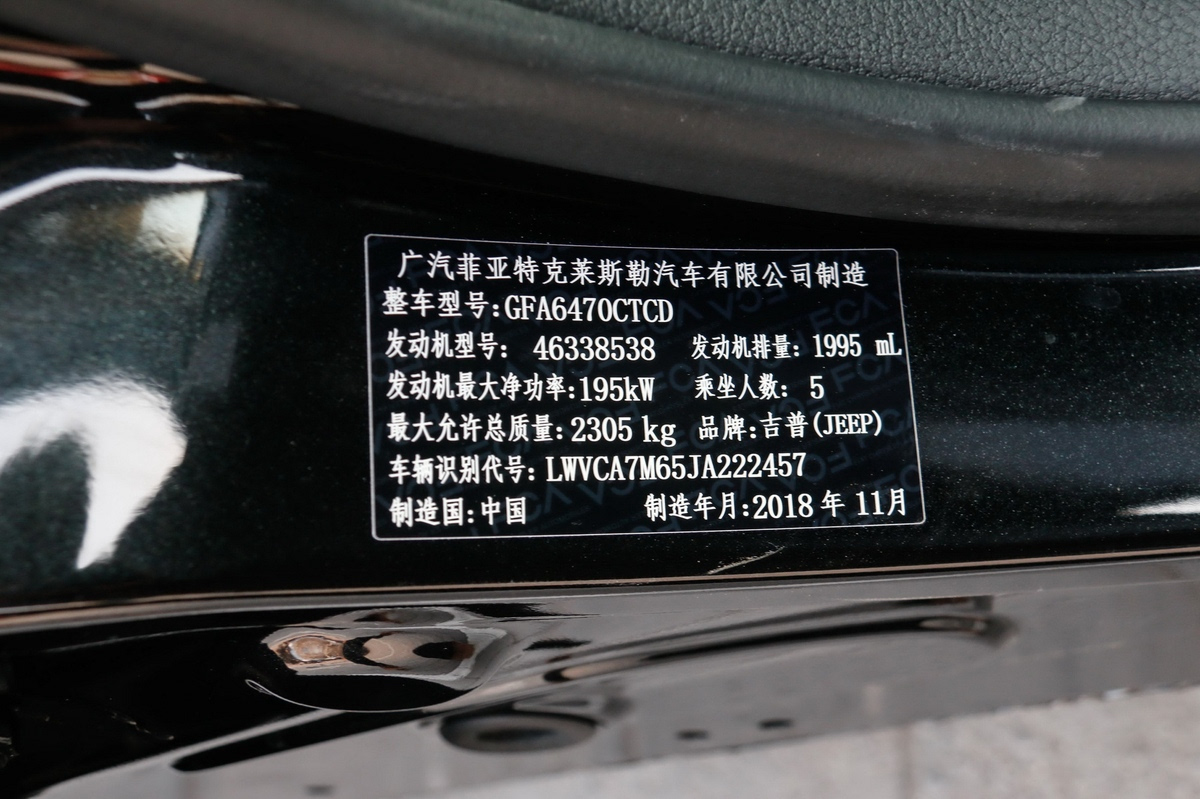 广汽菲亚特克莱斯勒汽车有限公司制造
整车型号:GFA6470CTCD
发动机型号: 46338538 发动机排量: 1995 mL
发动机最大净功率:195kW 乘坐人数: 5
最大允许总质量:2305 kg 品牌:吉普(JEEP)
车辆识别代号: LWVCA7M65JA222457
制造国:中国 制造年月:2018 年 11月